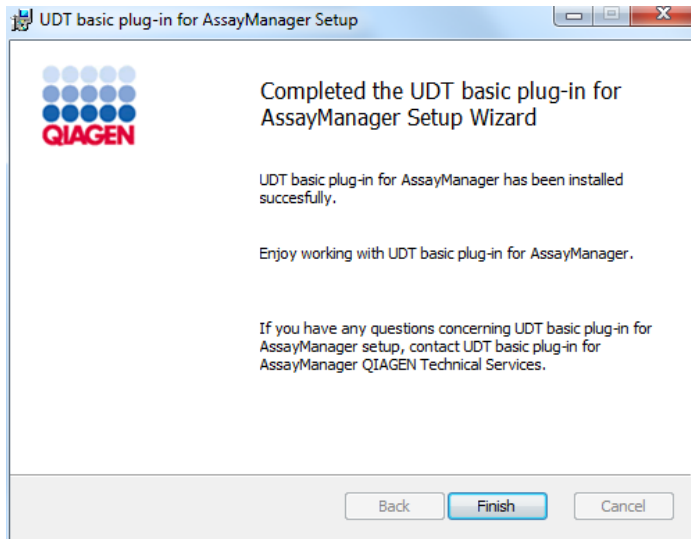 UDT basic plug-in for AssayManager Setup
QIAGEN
Completed the UDT basic plug-in for
AssayManager Setup Wizard
UDT basic plug-in for AssayManager has been installed
succesfully.
Enjoy working with UDT basic plug-in for AssayManager.
If you have any questions concerning UDT basic plug-in for
AssayManager setup, contact UDT basic plug-in for
AssayManager QIAGEN Technical Services.
Back Finish Cancel